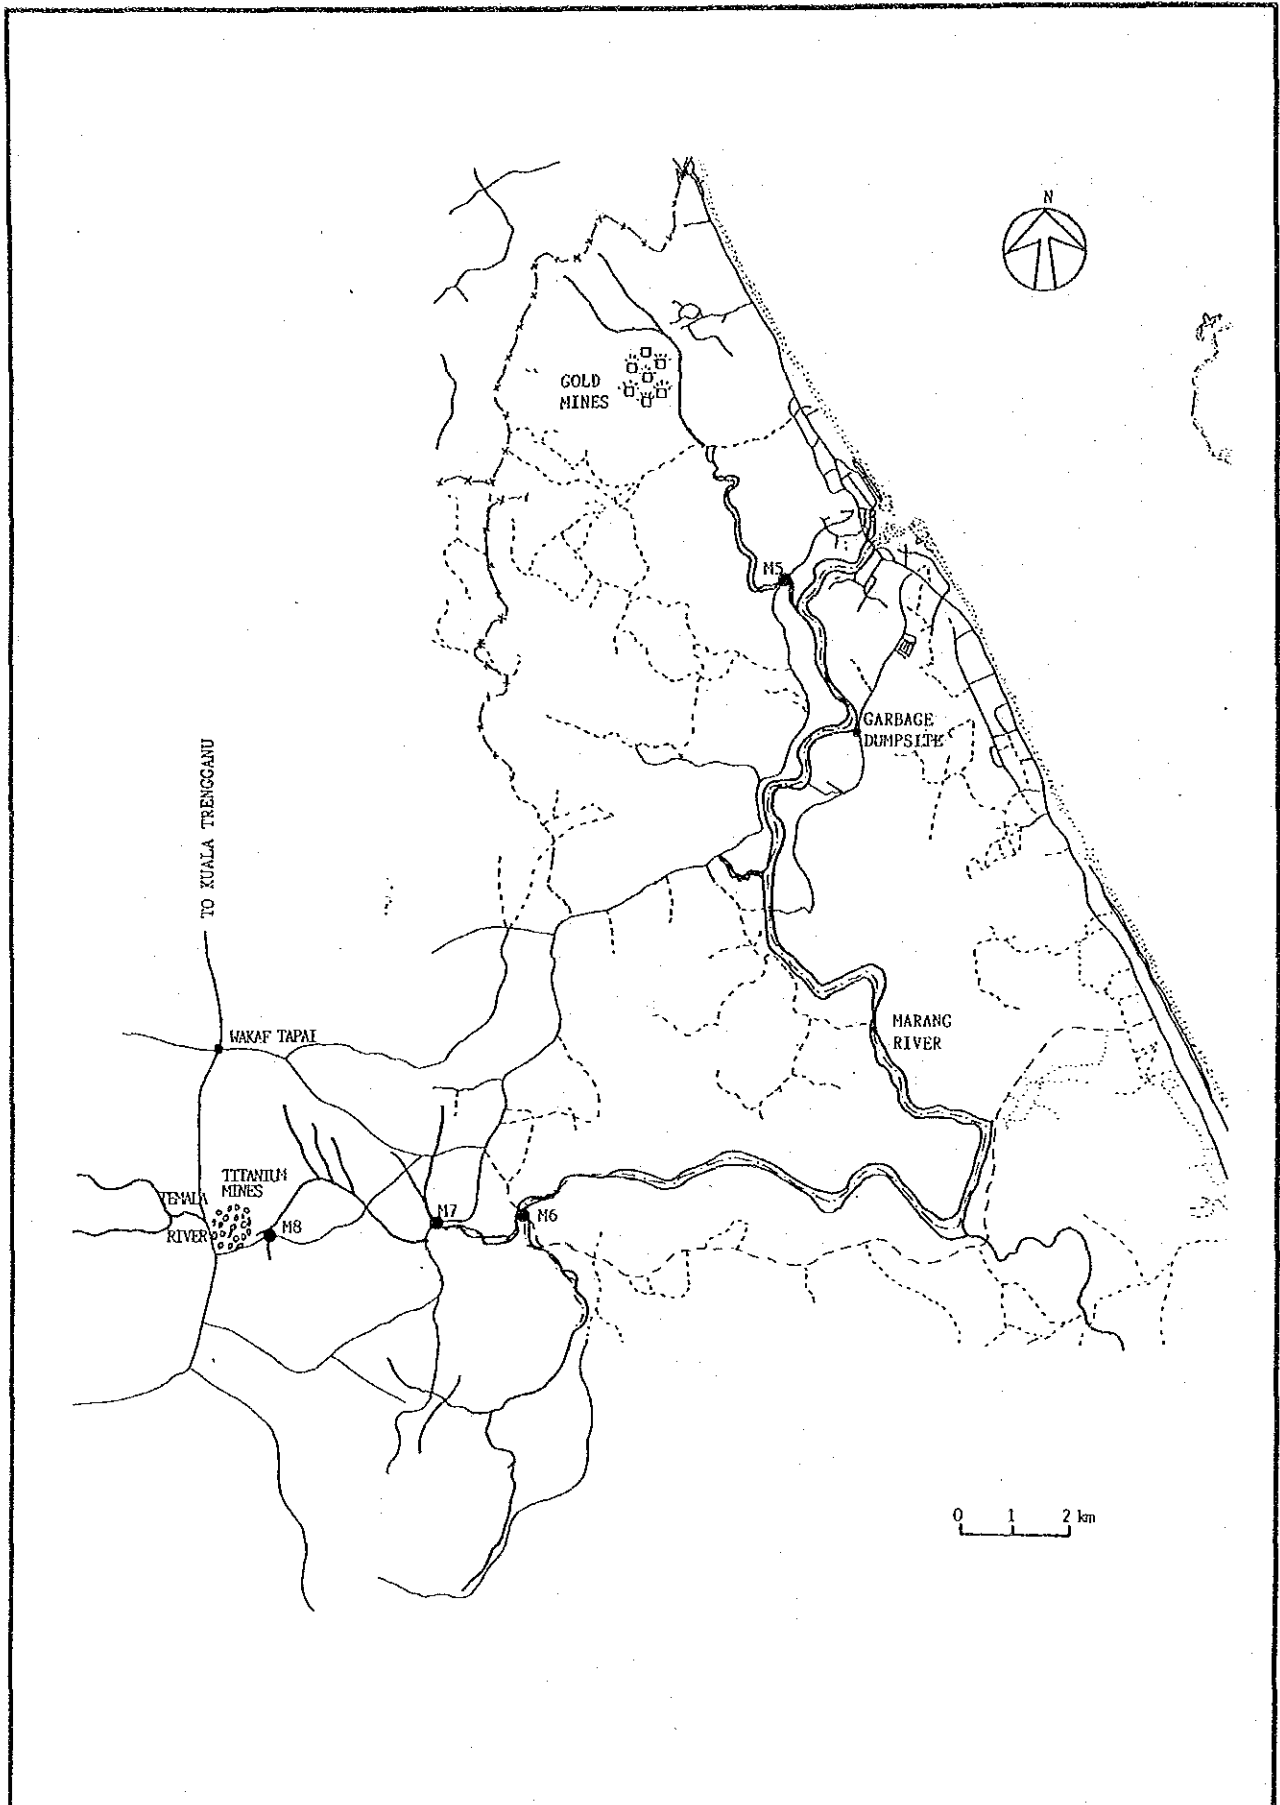 N
GOLD
MINES
M5
GARBAGE
DUMPSITE
TO KUALA TRENGGANU
MARANG
RIVER
WAKAF TAPAI
TITANIUM
MINES
TEMALA
RIVER
M8
M7
M6
0 1 2 km